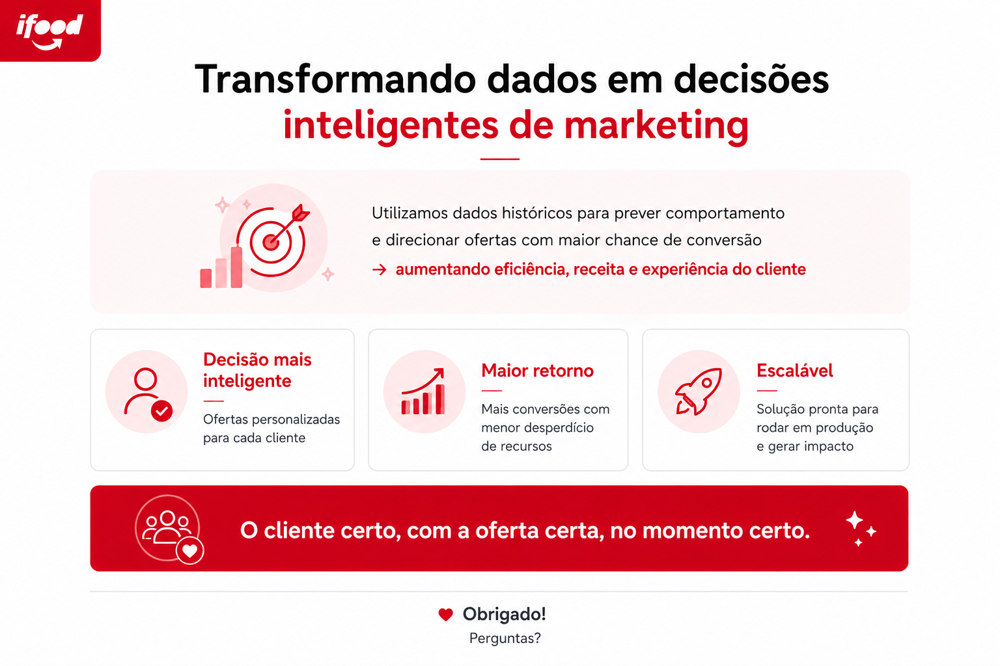 ifood
Transformando dados em decisões
inteligentes de marketing
Utilizamos dados históricos para prever comportamento
e direcionar ofertas com maior chance de conversão
→ aumentando eficiência, receita e experiência do cliente
Decisão mais
inteligente
Ofertas personalizadas
para cada cliente
Maior retorno
Mais conversões com
menor desperdício
de recursos
Escalável
Solução pronta para
rodar em produção
e gerar impacto
O cliente certo, com a oferta certa, no momento certo.
Obrigado!
Perguntas?